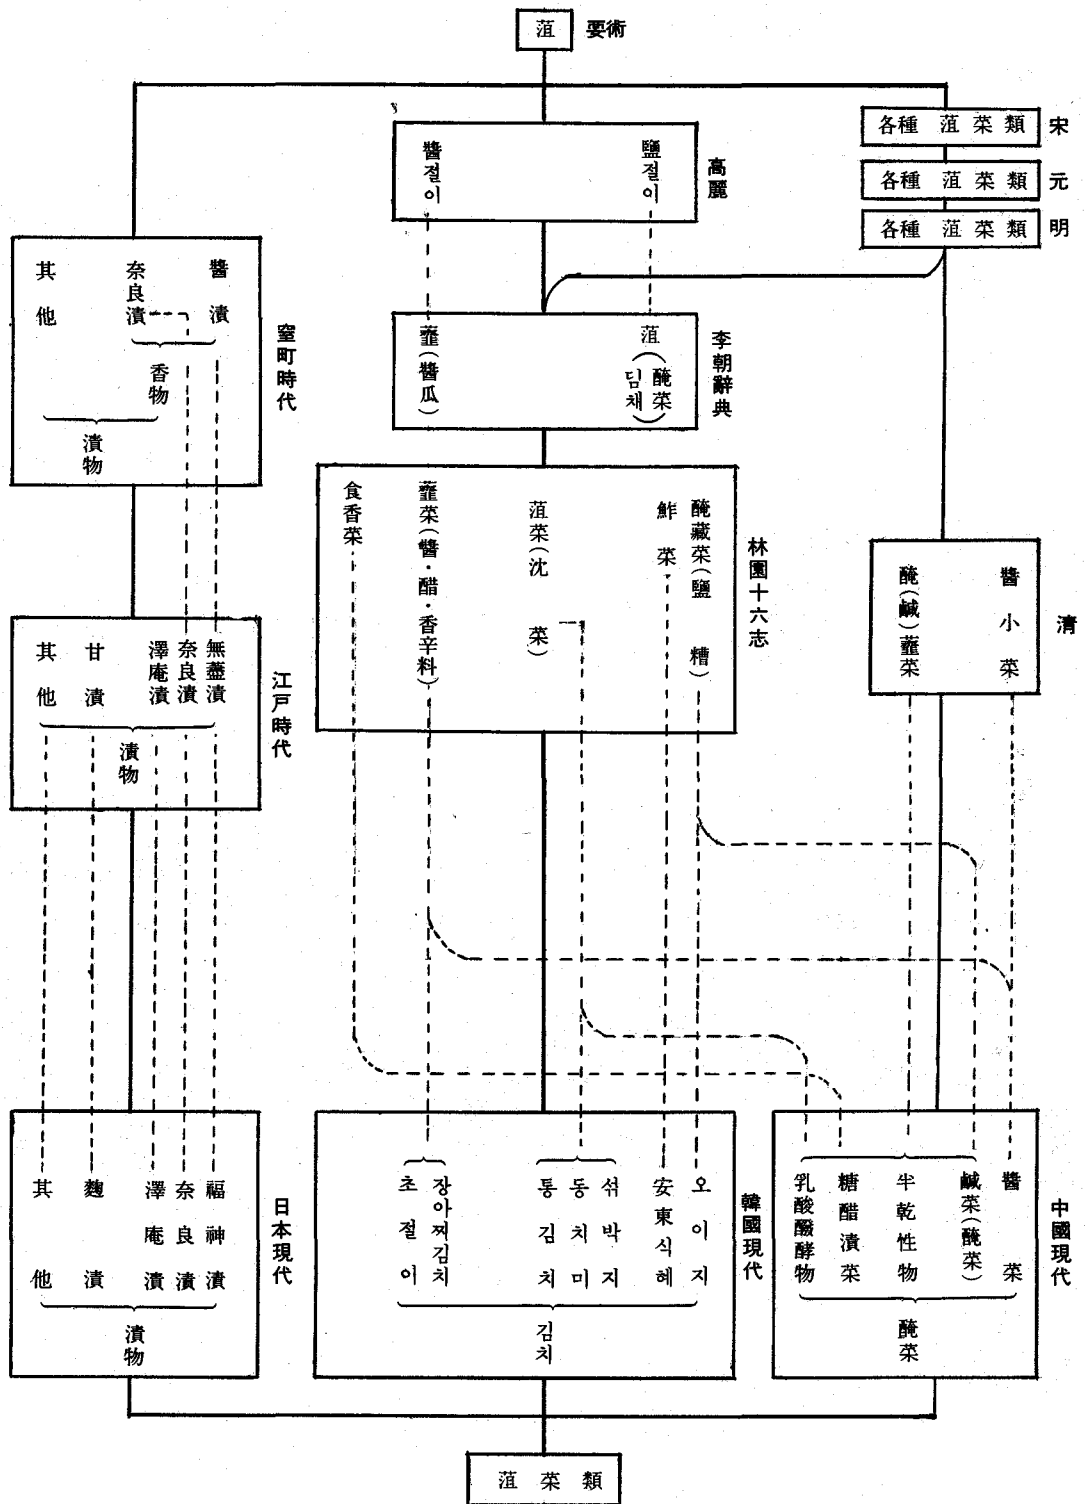 菹 要術
各種 菹菜類 宋
各種 菹菜類 元
各種 菹菜類 明
高麗
鹽절이
醬절이
室町時代
醬漬
奈良漬
香物
其他
漬物
李朝辭典
菹(醃菜)(딤채)
虀(醬瓜)
林園十六志
醃藏菜(鹽 糟)
鮓菜
菹菜(沈 菜)
虀菜(醬·醋·香辛料)
食香菜
清
醬小菜
醃(鹹)虀菜
江戶時代
無盡漬
奈良漬
澤庵漬
甘漬
其他
漬物
日本現代
福神漬
奈良漬
澤庵漬
麴漬
其他
漬物
韓國現代
오이지
安東식혜
섞박지
동치미
통김치
장아찌김치
초절이
김치
中國現代
醬菜
鹹菜(醃菜)
半乾性物
糖醋漬菜
乳酸醱酵物
醃菜
菹菜類